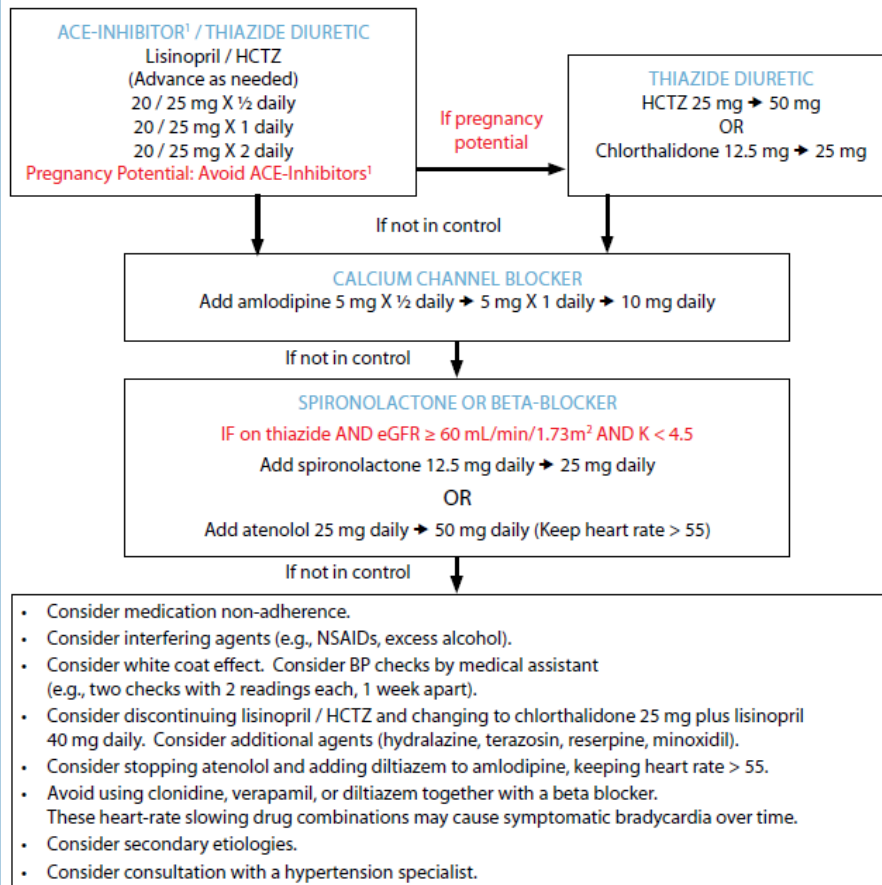 ACE-INHIBITOR¹ / THIAZIDE DIURETIC
Lisinopril / HCTZ
(Advance as needed)
20 / 25 mg X ½ daily
20 / 25 mg X 1 daily
20 / 25 mg X 2 daily
Pregnancy Potential: Avoid ACE-Inhibitors¹
If pregnancy
potential
THIAZIDE DIURETIC
HCTZ 25 mg → 50 mg
OR
Chlorthalidone 12.5 mg → 25 mg
If not in control
CALCIUM CHANNEL BLOCKER
Add amlodipine 5 mg X ½ daily → 5 mg X 1 daily → 10 mg daily
If not in control
SPIRONOLACTONE OR BETA-BLOCKER
IF on thiazide AND eGFR ≥ 60 mL/min/1.73m² AND K < 4.5
Add spironolactone 12.5 mg daily → 25 mg daily
OR
Add atenolol 25 mg daily → 50 mg daily (Keep heart rate > 55)
If not in control
• Consider medication non-adherence.
• Consider interfering agents (e.g., NSAIDs, excess alcohol).
• Consider white coat effect. Consider BP checks by medical assistant
(e.g., two checks with 2 readings each, 1 week apart).
• Consider discontinuing lisinopril / HCTZ and changing to chlorthalidone 25 mg plus lisinopril
40 mg daily. Consider additional agents (hydralazine, terazosin, reserpine, minoxidil).
• Consider stopping atenolol and adding diltiazem to amlodipine, keeping heart rate > 55.
• Avoid using clonidine, verapamil, or diltiazem together with a beta blocker.
These heart-rate slowing drug combinations may cause symptomatic bradycardia over time.
• Consider secondary etiologies.
• Consider consultation with a hypertension specialist.